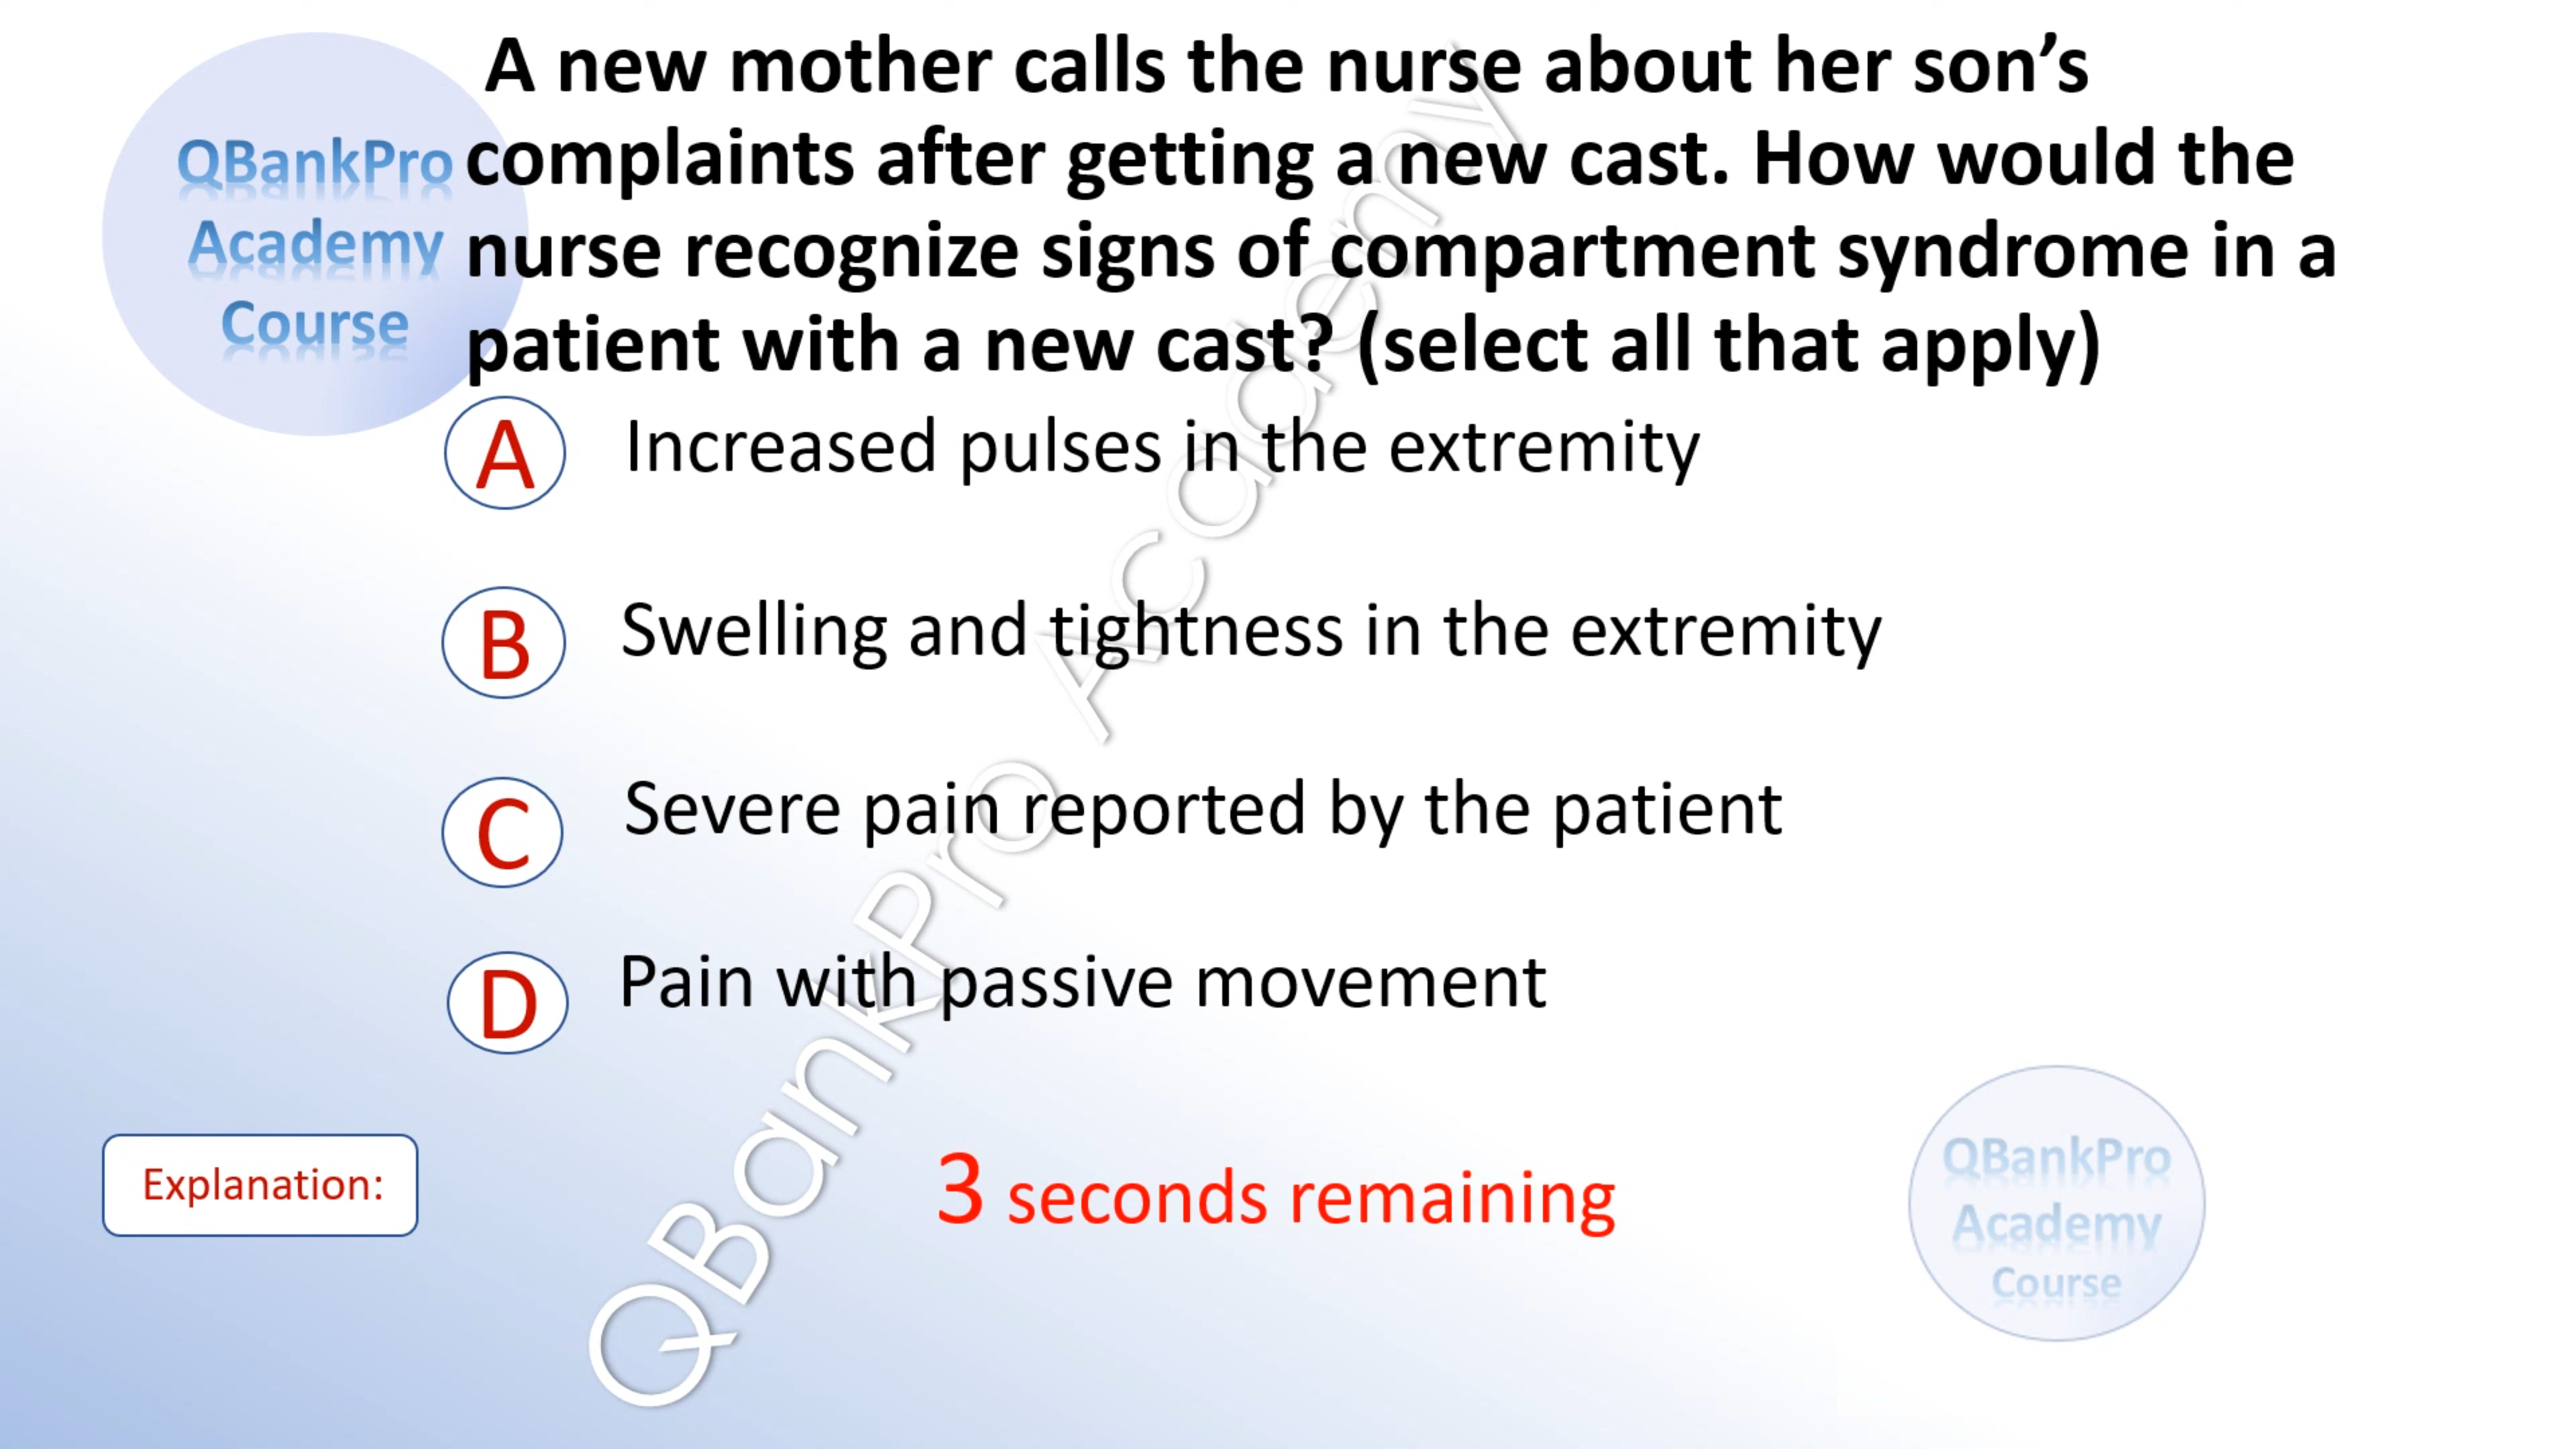 A new mother calls the nurse about her son’s
complaints after getting a new cast. How would the
nurse recognize signs of compartment syndrome in a
patient with a new cast? (select all that apply)
QBankPro
Academy
Course
A Increased pulses in the extremity
B Swelling and tightness in the extremity
C Severe pain reported by the patient
D Pain with passive movement
QBankPro Academy
Explanation:
3 seconds remaining
QBankPro
Academy
Course